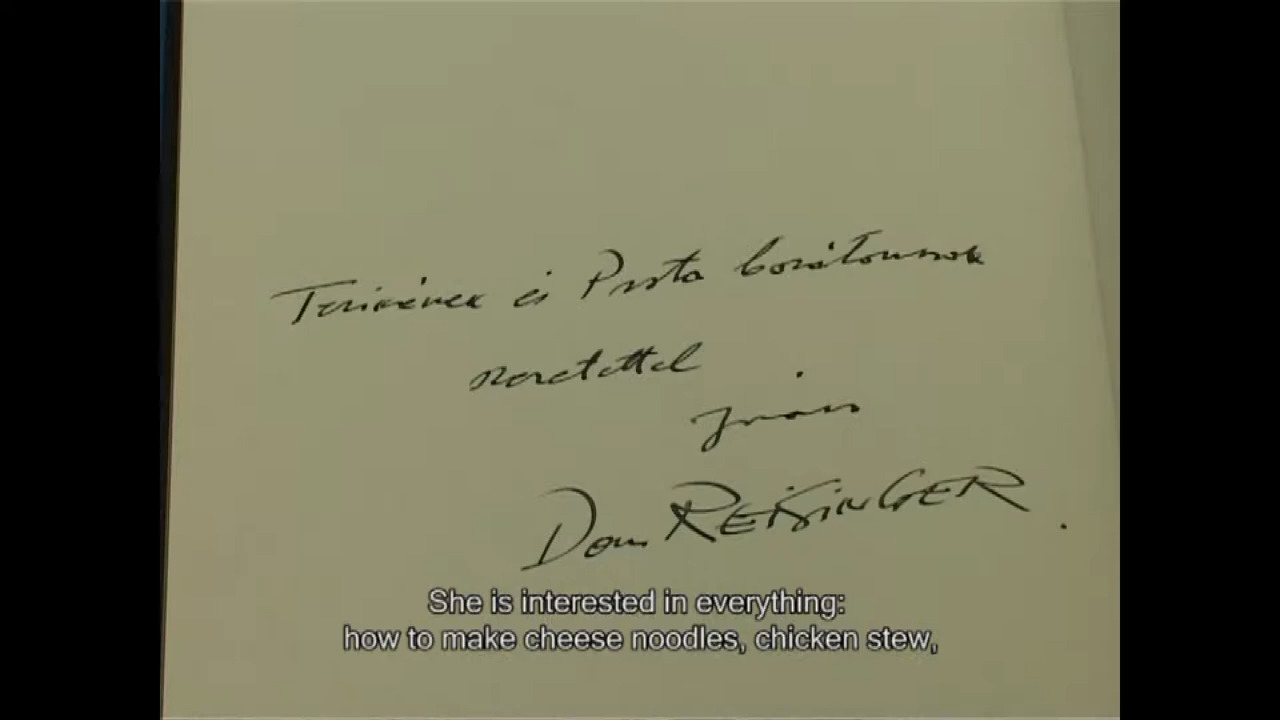 Terikének és Pista barátomnak
szeretettel
János
Dom REISINGER
She is interested in everything:
how to make cheese noodles, chicken stew,